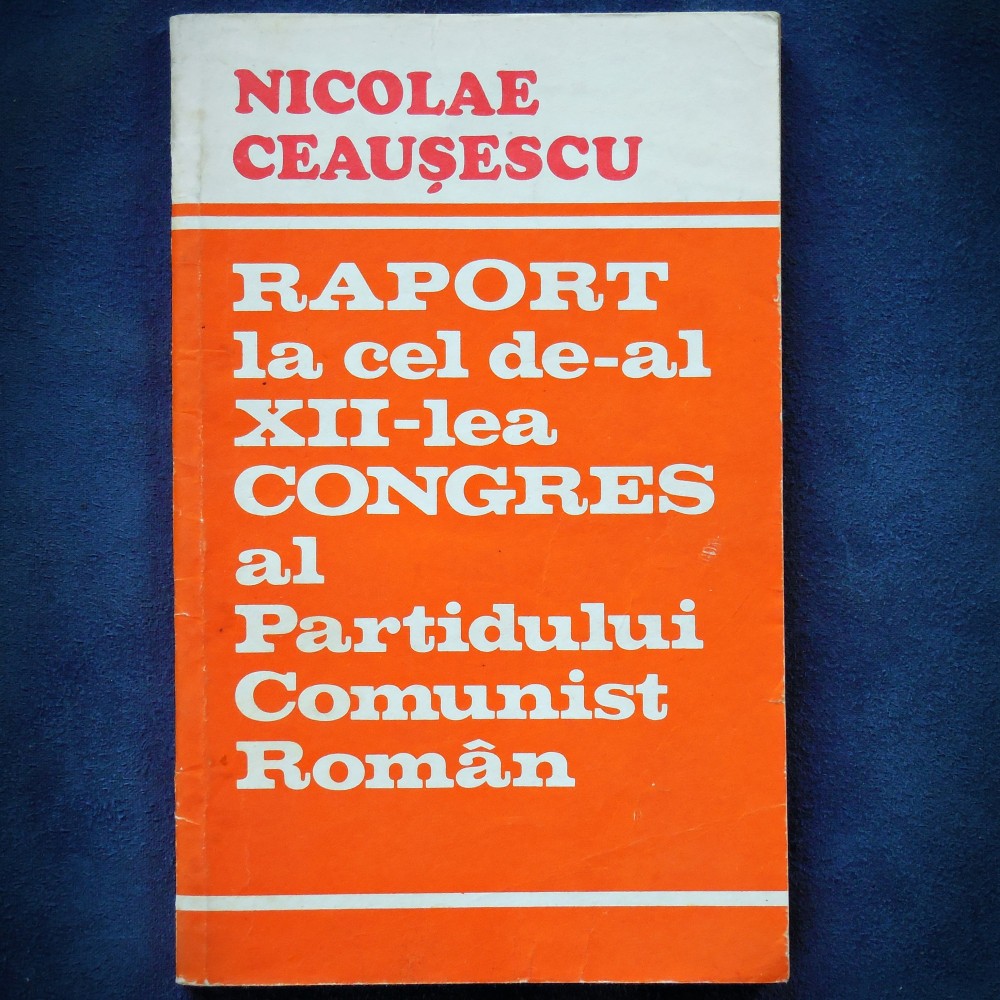 NICOLAE
CEAUȘESCU
RAPORT
la cel de-al
XII-lea
CONGRES
al
Partidului
Comunist
Român